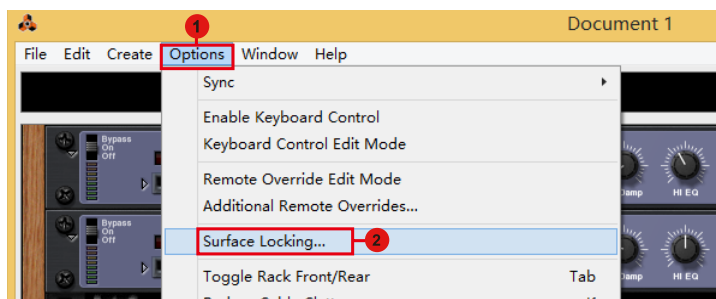 Document 1
1
File Edit Create Options Window Help
Sync
Enable Keyboard Control
Keyboard Control Edit Mode
Remote Override Edit Mode
Additional Remote Overrides...
Surface Locking...
2
Toggle Rack Front/Rear Tab
Bypass
On
Off
Damp HI EQ
Bypass
On
Off
Damp HI EQ